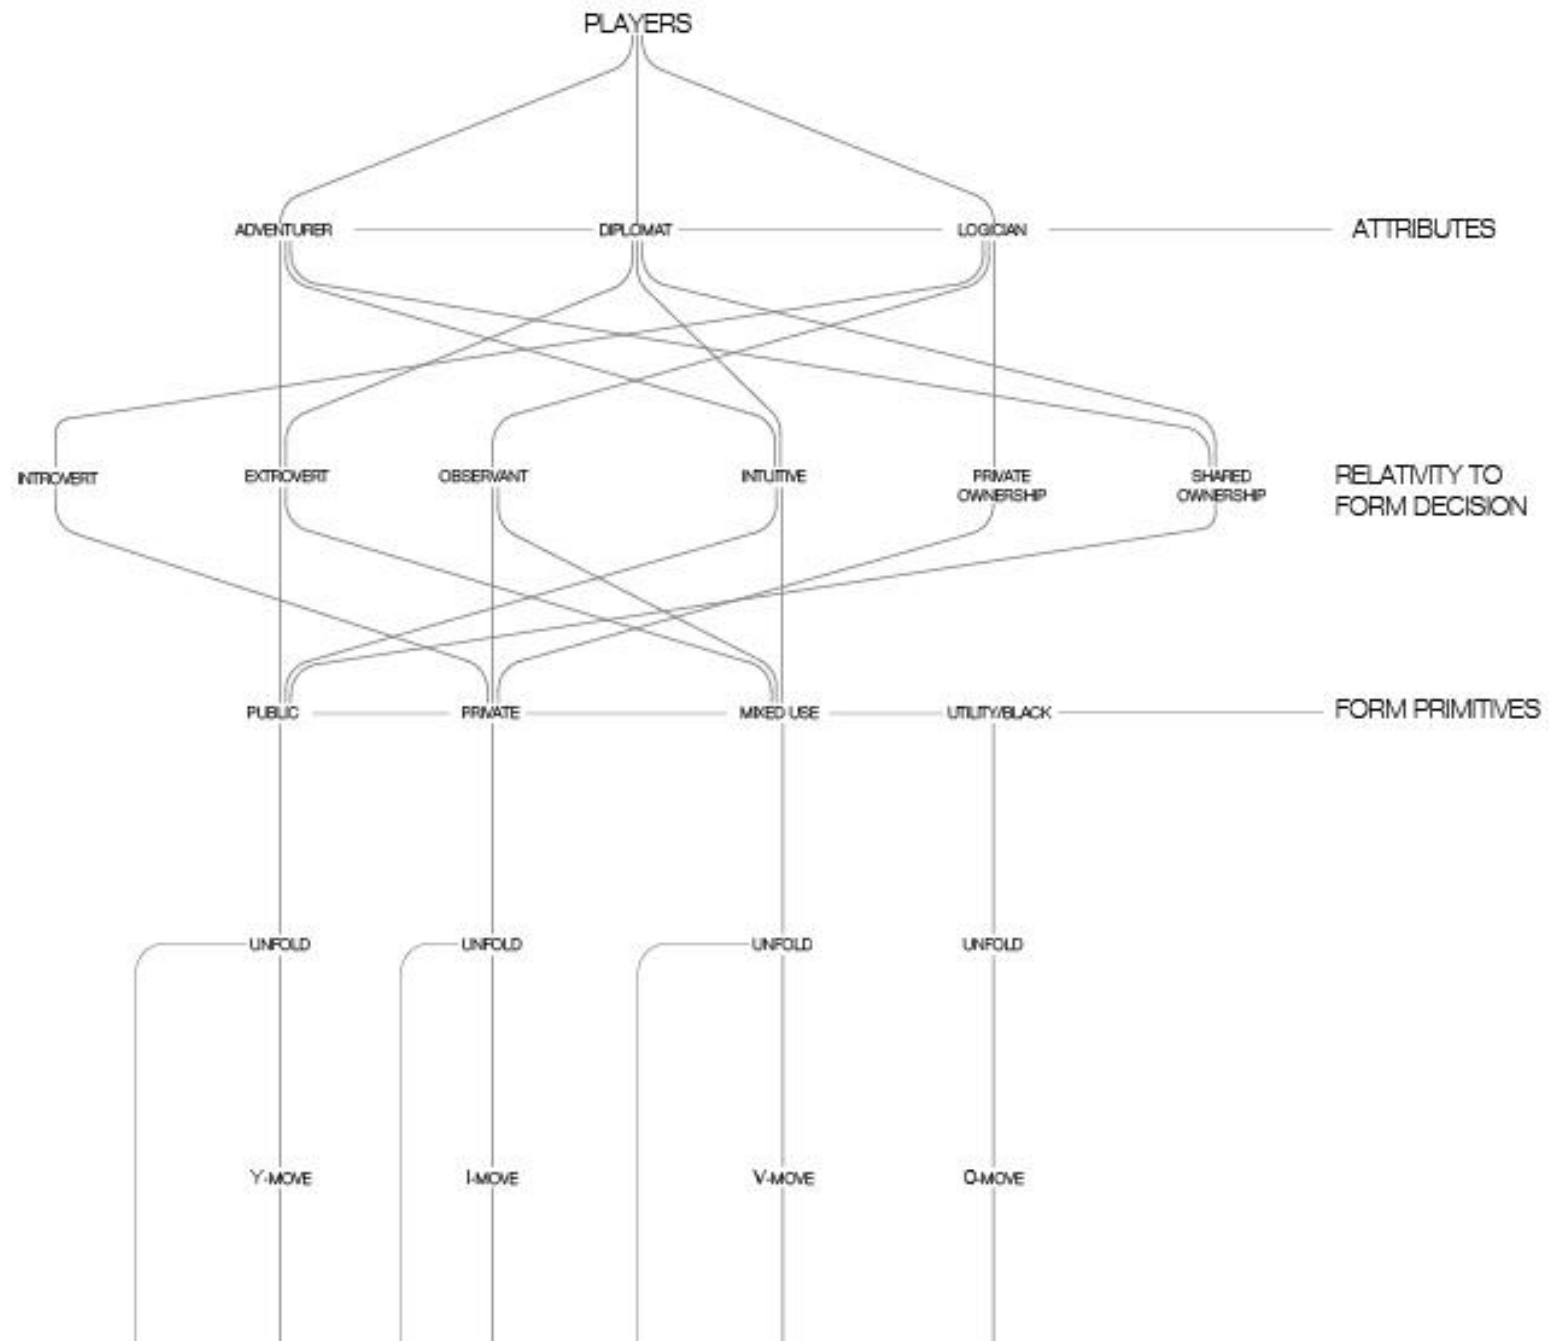 PLAYERS
ADVENTURER
DIPLOMAT
LOGICIAN
ATTRIBUTES
INTROVERT
EXTROVERT
OBSERVANT
INTUITIVE
PRIVATE
OWNERSHIP
SHARED
OWNERSHIP
RELATIVITY TO
FORM DECISION
PUBLIC
PRIVATE
MIXED USE
UTILITY/BLACK
FORM PRIMITIVES
UNFOLD
UNFOLD
UNFOLD
UNFOLD
Y-MOVE
I-MOVE
V-MOVE
O-MOVE